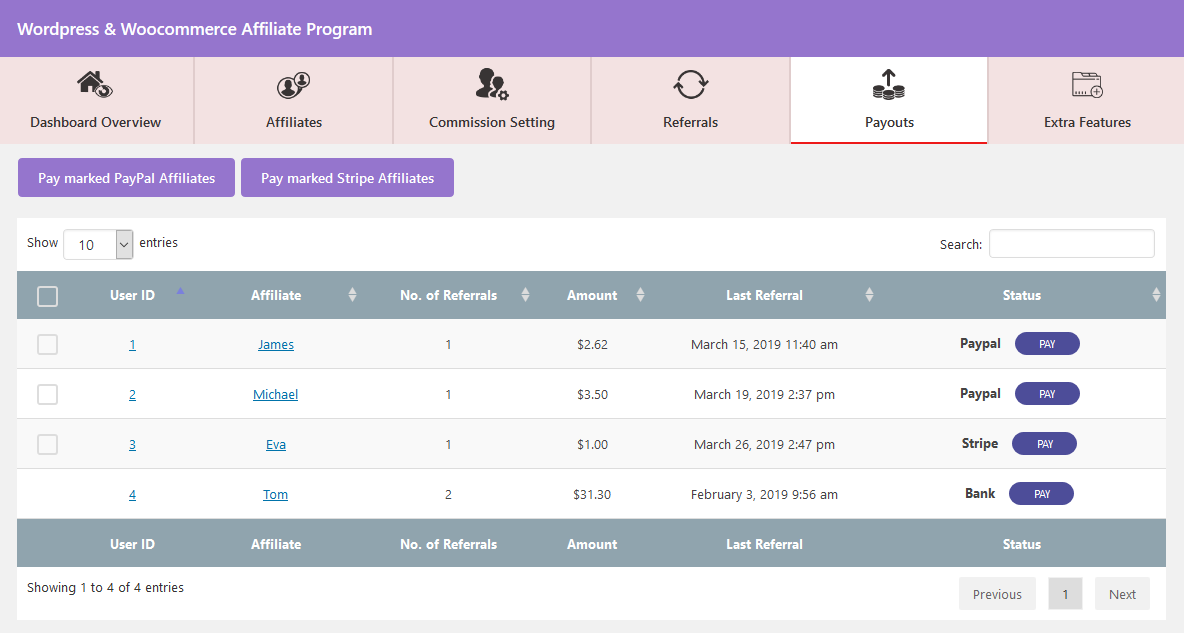 Wordpress & Woocommerce Affiliate Program
Dashboard Overview Affiliates Commission Setting Referrals Payouts Extra Features
Pay marked PayPal Affiliates Pay marked Stripe Affiliates
Show 10 entries Search:
User ID Affiliate No. of Referrals Amount Last Referral Status
1 James 1 $2.62 March 15, 2019 11:40 am Paypal PAY
2 Michael 1 $3.50 March 19, 2019 2:37 pm Paypal PAY
3 Eva 1 $1.00 March 26, 2019 2:47 pm Stripe PAY
4 Tom 2 $31.30 February 3, 2019 9:56 am Bank PAY
User ID Affiliate No. of Referrals Amount Last Referral Status
Showing 1 to 4 of 4 entries Previous 1 Next